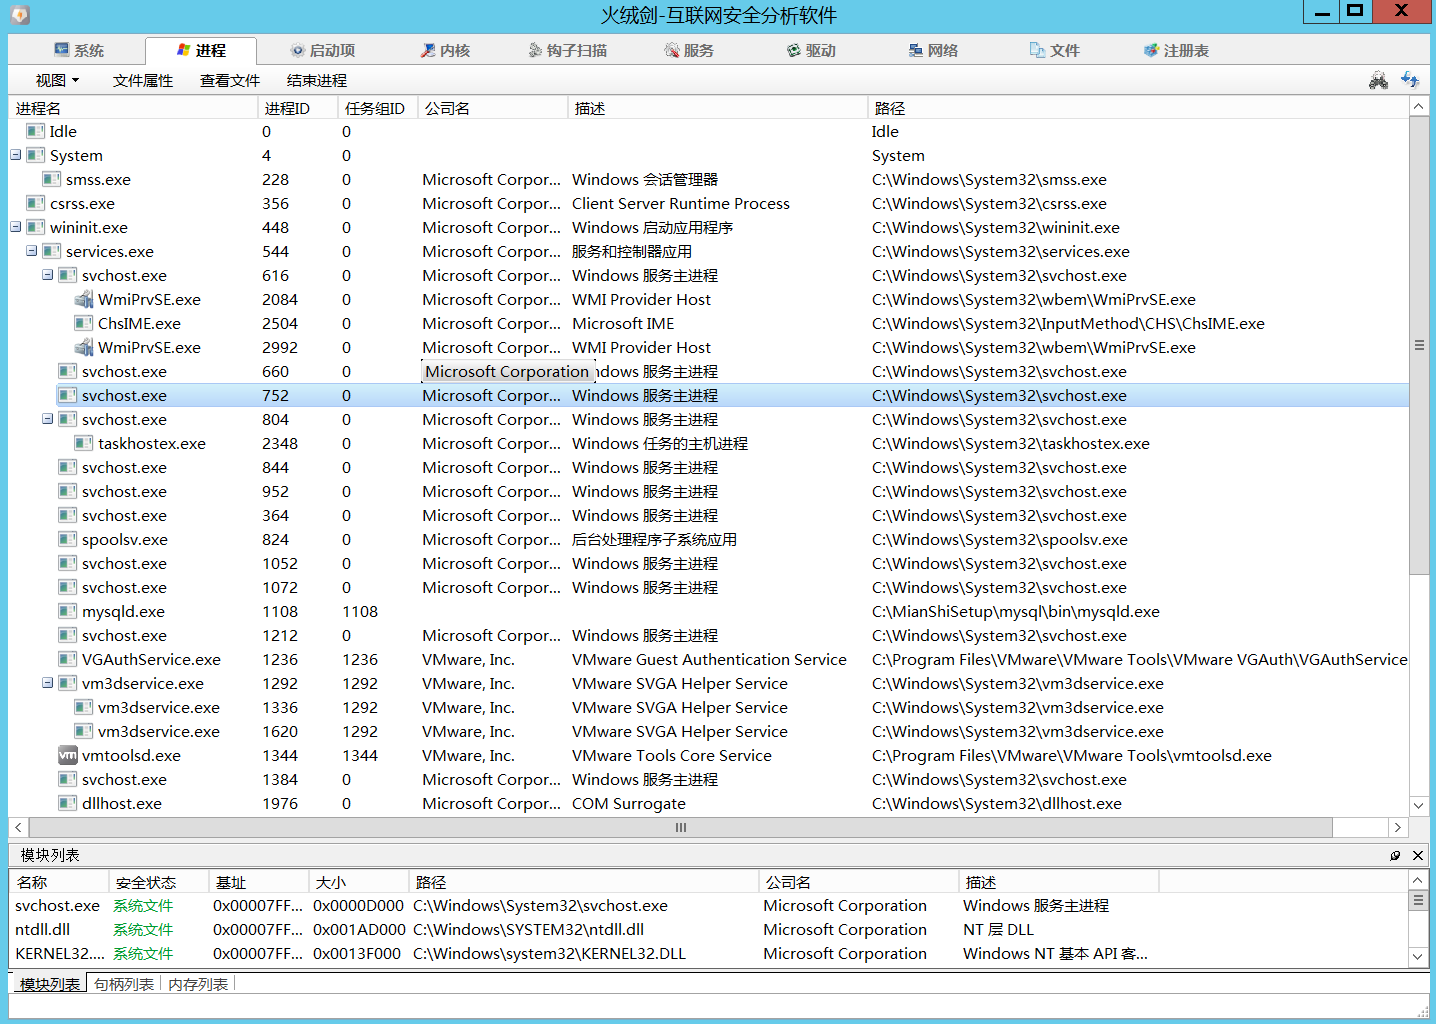 火绒剑-互联网安全分析软件
系统 进程 启动项 内核 钩子扫描 服务 驱动 网络 文件 注册表
视图 文件属性 查看文件 结束进程
进程名 进程ID 任务组ID 公司名 描述 路径
Idle 0 0 Idle
System 4 0 System
smss.exe 228 0 Microsoft Corpor... Windows 会话管理器 C:\Windows\System32\smss.exe
csrss.exe 356 0 Microsoft Corpor... Client Server Runtime Process C:\Windows\System32\csrss.exe
wininit.exe 448 0 Microsoft Corpor... Windows 启动应用程序 C:\Windows\System32\wininit.exe
services.exe 544 0 Microsoft Corpor... 服务和控制器应用 C:\Windows\System32\services.exe
svchost.exe 616 0 Microsoft Corpor... Windows 服务主进程 C:\Windows\System32\svchost.exe
WmiPrvSE.exe 2084 0 Microsoft Corpor... WMI Provider Host C:\Windows\System32\wbem\WmiPrvSE.exe
ChsIME.exe 2504 0 Microsoft Corpor... Microsoft IME C:\Windows\System32\InputMethod\CHS\ChsIME.exe
WmiPrvSE.exe 2992 0 Microsoft Corpor... WMI Provider Host C:\Windows\System32\wbem\WmiPrvSE.exe
svchost.exe 660 0 Microsoft Corporation ndows 服务主进程 C:\Windows\System32\svchost.exe
svchost.exe 752 0 Microsoft Corpor... Windows 服务主进程 C:\Windows\System32\svchost.exe
svchost.exe 804 0 Microsoft Corpor... Windows 服务主进程 C:\Windows\System32\svchost.exe
taskhostex.exe 2348 0 Microsoft Corpor... Windows 任务的主机进程 C:\Windows\System32\taskhostex.exe
svchost.exe 844 0 Microsoft Corpor... Windows 服务主进程 C:\Windows\System32\svchost.exe
svchost.exe 952 0 Microsoft Corpor... Windows 服务主进程 C:\Windows\System32\svchost.exe
svchost.exe 364 0 Microsoft Corpor... Windows 服务主进程 C:\Windows\System32\svchost.exe
spoolsv.exe 824 0 Microsoft Corpor... 后台处理程序子系统应用 C:\Windows\System32\spoolsv.exe
svchost.exe 1052 0 Microsoft Corpor... Windows 服务主进程 C:\Windows\System32\svchost.exe
svchost.exe 1072 0 Microsoft Corpor... Windows 服务主进程 C:\Windows\System32\svchost.exe
mysqld.exe 1108 1108 C:\MianShiSetup\mysql\bin\mysqld.exe
svchost.exe 1212 0 Microsoft Corpor... Windows 服务主进程 C:\Windows\System32\svchost.exe
VGAuthService.exe 1236 1236 VMware, Inc. VMware Guest Authentication Service C:\Program Files\VMware\VMware Tools\VMware VGAuth\VGAuthService
vm3dservice.exe 1292 1292 VMware, Inc. VMware SVGA Helper Service C:\Windows\System32\vm3dservice.exe
vm3dservice.exe 1336 1292 VMware, Inc. VMware SVGA Helper Service C:\Windows\System32\vm3dservice.exe
vm3dservice.exe 1620 1292 VMware, Inc. VMware SVGA Helper Service C:\Windows\System32\vm3dservice.exe
vm vmtoolsd.exe 1344 1344 VMware, Inc. VMware Tools Core Service C:\Program Files\VMware\VMware Tools\vmtoolsd.exe
svchost.exe 1384 0 Microsoft Corpor... Windows 服务主进程 C:\Windows\System32\svchost.exe
dllhost.exe 1976 0 Microsoft Corpor... COM Surrogate C:\Windows\System32\dllhost.exe
模块列表
名称 安全状态 基址 大小 路径 公司名 描述
svchost.exe 系统文件 0x00007FF... 0x0000D000 C:\Windows\System32\svchost.exe Microsoft Corporation Windows 服务主进程
ntdll.dll 系统文件 0x00007FF... 0x001AD000 C:\Windows\SYSTEM32\ntdll.dll Microsoft Corporation NT 层 DLL
KERNEL32.... 系统文件 0x00007FF... 0x0013F000 C:\Windows\system32\KERNEL32.DLL Microsoft Corporation Windows NT 基本 API 客...
模块列表 句柄列表 内存列表